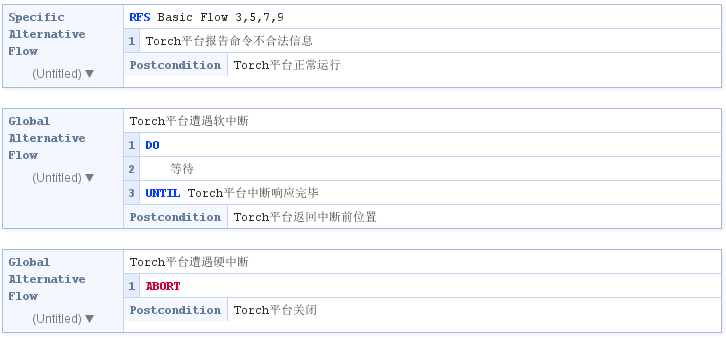 Specific Alternative Flow
(Untitled) ▼
RFS Basic Flow 3,5,7,9
1 Torch平台报告命令不合法信息
Postcondition Torch平台正常运行
Global Alternative Flow
(Untitled) ▼
Torch平台遭遇软中断
1 DO
2 等待
3 UNTIL Torch平台中断响应完毕
Postcondition Torch平台返回中断前位置
Global Alternative Flow
(Untitled) ▼
Torch平台遭遇硬中断
1 ABORT
Postcondition Torch平台关闭